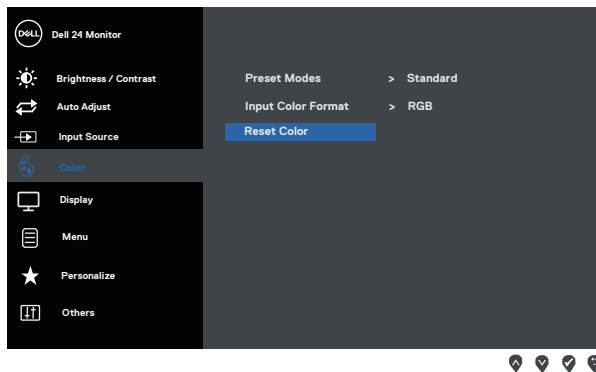 DELL
Dell 24 Monitor
Brightness / Contrast
Auto Adjust
Input Source
Color
Display
Menu
Personalize
Others
Preset Modes > Standard
Input Color Format > RGB
Reset Color